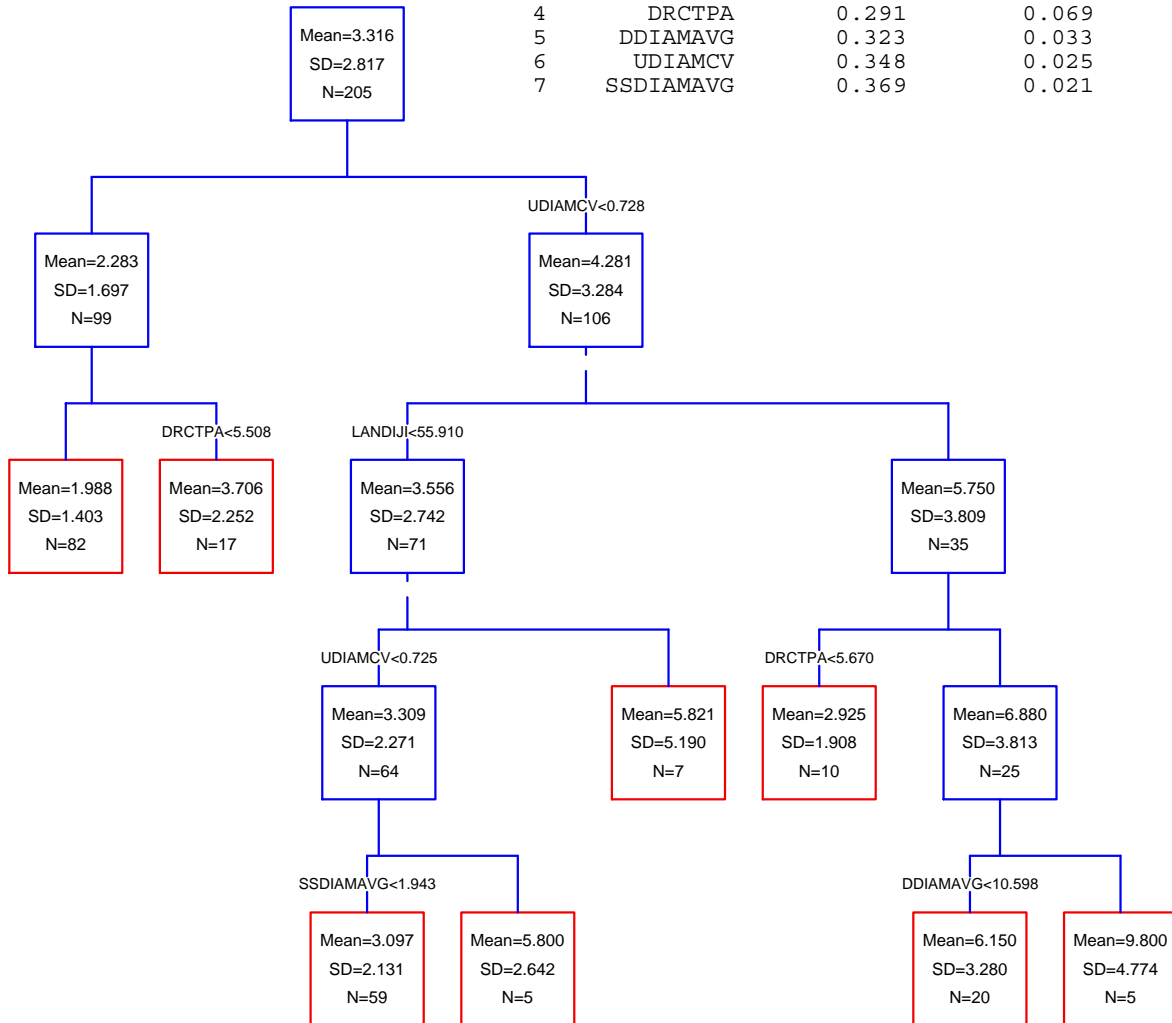 4 DRCTPA 0.291 0.069
5 DDIAMAVG 0.323 0.033
6 UDIAMCV 0.348 0.025
7 SSDIAMAVG 0.369 0.021
Mean=3.316
SD=2.817
N=205
UDIAMCV<0.728
Mean=2.283
SD=1.697
N=99
Mean=4.281
SD=3.284
N=106
DRCTPA<5.508
LANDIJI<55.910
Mean=1.988
SD=1.403
N=82
Mean=3.706
SD=2.252
N=17
Mean=3.556
SD=2.742
N=71
Mean=5.750
SD=3.809
N=35
UDIAMCV<0.725
DRCTPA<5.670
Mean=3.309
SD=2.271
N=64
Mean=5.821
SD=5.190
N=7
Mean=2.925
SD=1.908
N=10
Mean=6.880
SD=3.813
N=25
SSDIAMAVG<1.943
DDIAMAVG<10.598
Mean=3.097
SD=2.131
N=59
Mean=5.800
SD=2.642
N=5
Mean=6.150
SD=3.280
N=20
Mean=9.800
SD=4.774
N=5